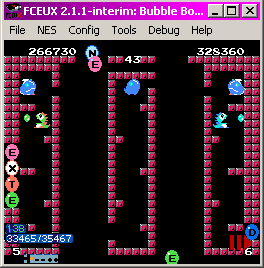 FCEUX 2.1.1-interim: Bubble Bo...
File NES Config Tools Debug Help
266730 N 328360
E 43
E
X
T
E
138 D
33465/35467
5 6
E